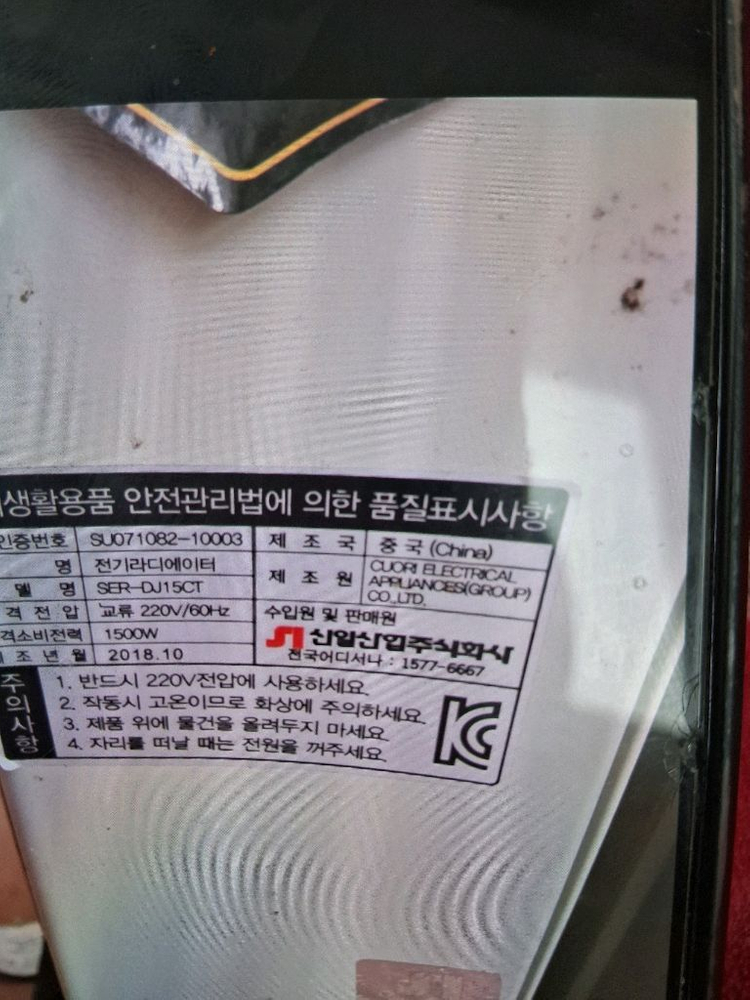 생활용품 안전관리법에 의한 품질표시사항
인증번호 SU071082-10003
명 전기라디에이터
델 명 SER-DJ15CT
격 전 압 교류 220V/60Hz
격소비전력 1500W
조 년 월 2018.10
제 조 국 중국(China)
제 조 원 CUORI ELECTRICAL
APPLIANCES(GROUP)
CO.,LTD.
수입원 및 판매원
신일산업주식회사
전국어디서나 : 1577-6667
주의사항
1. 반드시 220V전압에 사용하세요.
2. 작동시 고온이므로 화상에 주의하세요.
3. 제품 위에 물건을 올려두지 마세요.
4. 자리를 떠날 때는 전원을 꺼주세요.
KC